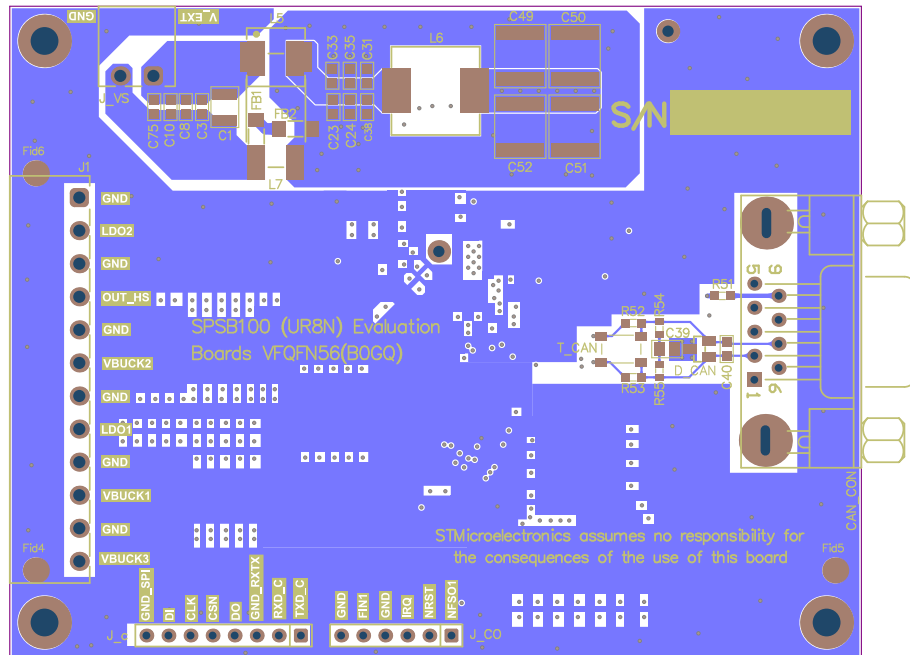 GND
V_EXT
L5
C49
C50
L6
C33
C35
C31
J_VS
FB1
FB2
C75
C10
C8
C3
C1
C23
C24
C38
S/N
Fid6
J1
L7
C52
C51
GND
LDO2
GND
OUT_HS
GND
VBUCK2
GND
LDO1
GND
VBUCK1
GND
VBUCK3
5
9
R51
R52
R54
SPSB100 (UR8N) Evaluation
Boards VFQFN56(B0GQ)
T_CAN
C39
D_CAN
C40
R53
R55
1
6
CAN_CON
STMicroelectronics assumes no responsibility for
the consequences of the use of this board
Fid4
Fid5
GND_SPI
DI
CLK
CSN
DO
GND_RXTX
RXD_C
TXD_C
GND
FIN1
GND
IRQ
NRST
NFSO1
J_CO